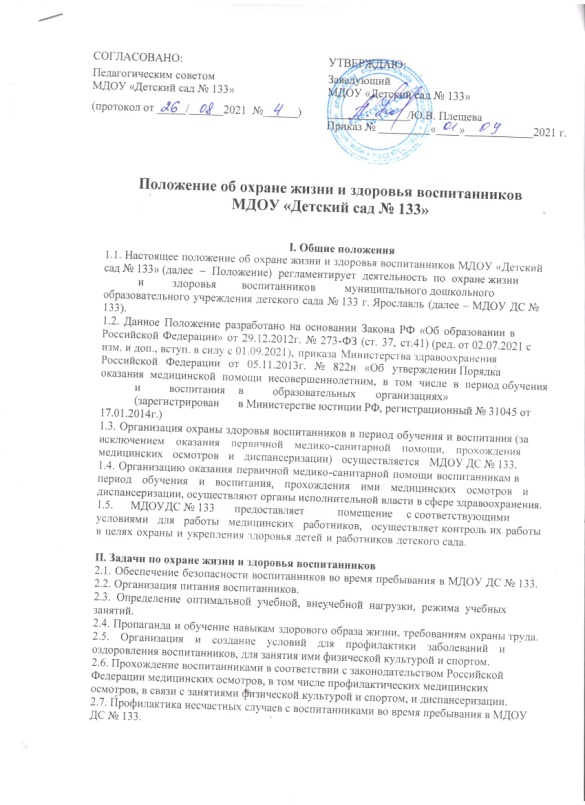 СОГЛАСОВАНО:
Педагогическим советом
МДОУ «Детский сад № 133»
(протокол от 26 / 08 2021 № 4 )
УТВЕРЖДАЮ:
Заведующий
МДОУ «Детский сад № 133»
/Ю.В. Плещева
Приказ № «01» 09 2021 г.
Положение об охране жизни и здоровья воспитанников
МДОУ «Детский сад № 133»
I. Общие положения
1.1. Настоящее положение об охране жизни и здоровья воспитанников МДОУ «Детский
сад № 133» (далее – Положение) регламентирует деятельность по охране жизни
и здоровья воспитанников муниципального дошкольного
образовательного учреждения детского сада № 133 г. Ярославль (далее – МДОУ ДС №
133).
1.2. Данное Положение разработано на основании Закона РФ «Об образовании в
Российской Федерации» от 29.12.2012г. № 273-ФЗ (ст. 37, ст.41) (ред. от 02.07.2021 с
изм. и доп., вступ. в силу с 01.09.2021), приказа Министерства здравоохранения
Российской Федерации от 05.11.2013г. № 822н «Об утверждении Порядка
оказания медицинской помощи несовершеннолетним, в том числе в период обучения
и воспитания в образовательных организациях»
(зарегистрирован в Министерстве юстиции РФ, регистрационный № 31045 от
17.01.2014г.)
1.3. Организация охраны здоровья воспитанников в период обучения и воспитания (за
исключением оказания первичной медико-санитарной помощи, прохождения
медицинских осмотров и диспансеризации) осуществляется МДОУ ДС № 133.
1.4. Организацию оказания первичной медико-санитарной помощи воспитанникам в
период обучения и воспитания, прохождения ими медицинских осмотров и
диспансеризации, осуществляют органы исполнительной власти в сфере здравоохранения.
1.5. МДОУ ДС № 133 предоставляет помещение с соответствующими
условиями для работы медицинских работников, осуществляет контроль их работы
в целях охраны и укрепления здоровья детей и работников детского сада.
II. Задачи по охране жизни и здоровья воспитанников
2.1. Обеспечение безопасности воспитанников во время пребывания в МДОУ ДС № 133.
2.2. Организация питания воспитанников.
2.3. Определение оптимальной учебной, внеучебной нагрузки, режима учебных
занятий.
2.4. Пропаганда и обучение навыкам здорового образа жизни, требованиям охраны труда.
2.5. Организация и создание условий для профилактики заболеваний и
оздоровления воспитанников, для занятия ими физической культурой и спортом.
2.6. Прохождение воспитанниками в соответствии с законодательством Российской
Федерации медицинских осмотров, в том числе профилактических медицинских
осмотров, в связи с занятиями физической культурой и спортом, и диспансеризации.
2.7. Профилактика несчастных случаев с воспитанниками во время пребывания в МДОУ
ДС № 133.